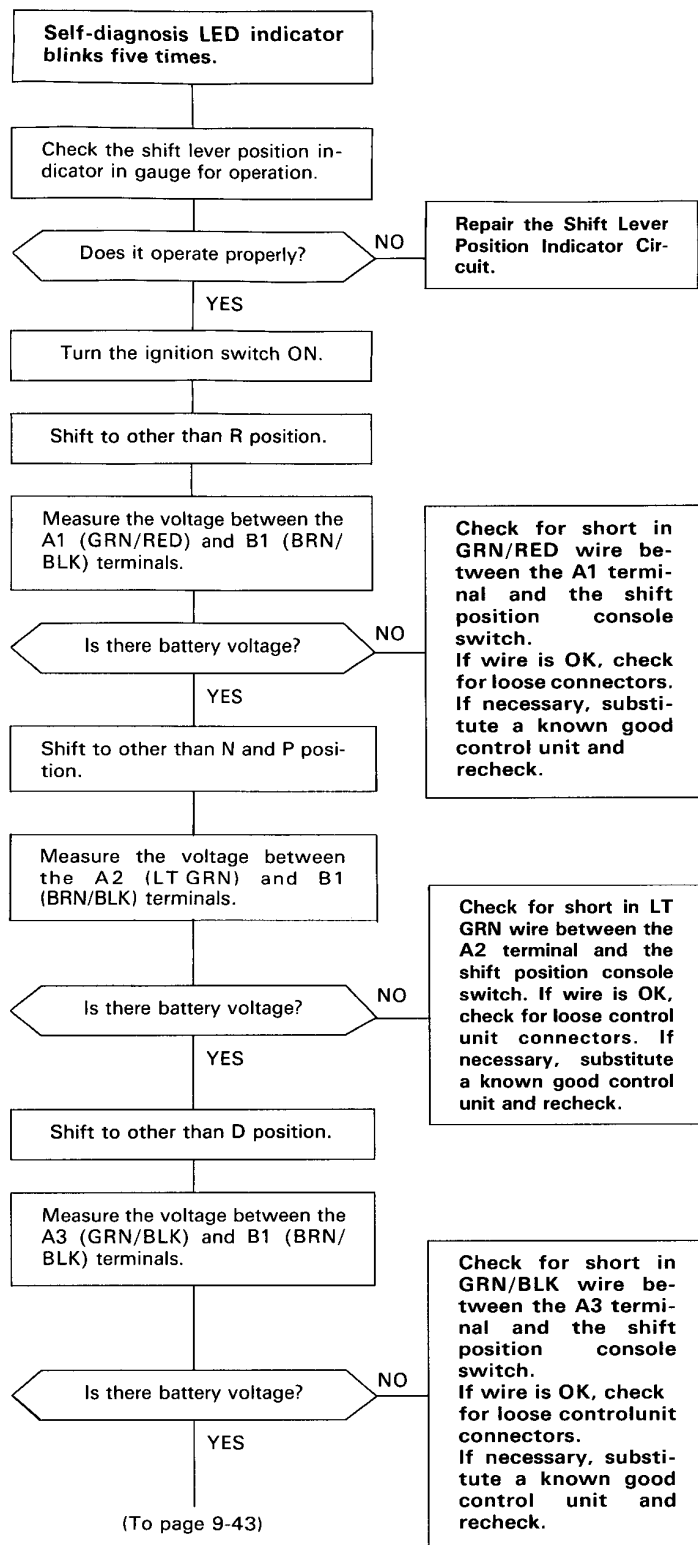 Self-diagnosis LED indicator
blinks five times.
Check the shift lever position in-
dicator in gauge for operation.
Does it operate properly?
NO
Repair the Shift Lever
Position Indicator Cir-
cuit.
YES
Turn the ignition switch ON.
Shift to other than R position.
Measure the voltage between the
A1 (GRN/RED) and B1 (BRN/
BLK) terminals.
Is there battery voltage?
NO
Check for short in
GRN/RED wire be-
tween the A1 termi-
nal and the shift
position console
switch.
If wire is OK, check
for loose connectors.
If necessary, substi-
tute a known good
control unit and
recheck.
YES
Shift to other than N and P posi-
tion.
Measure the voltage between
the A2 (LT GRN) and B1
(BRN/BLK) terminals.
Is there battery voltage?
NO
Check for short in LT
GRN wire between the
A2 terminal and the
shift position console
switch. If wire is OK,
check for loose control
unit connectors. If
necessary, substitute
a known good control
unit and recheck.
YES
Shift to other than D position.
Measure the voltage between the
A3 (GRN/BLK) and B1 (BRN/
BLK) terminals.
Is there battery voltage?
NO
Check for short in
GRN/BLK wire be-
tween the A3 termi-
nal and the shift
position console
switch.
If wire is OK, check
for loose controlunit
connectors.
If necessary, substi-
tute a known good
control unit and
recheck.
YES
(To page 9-43)